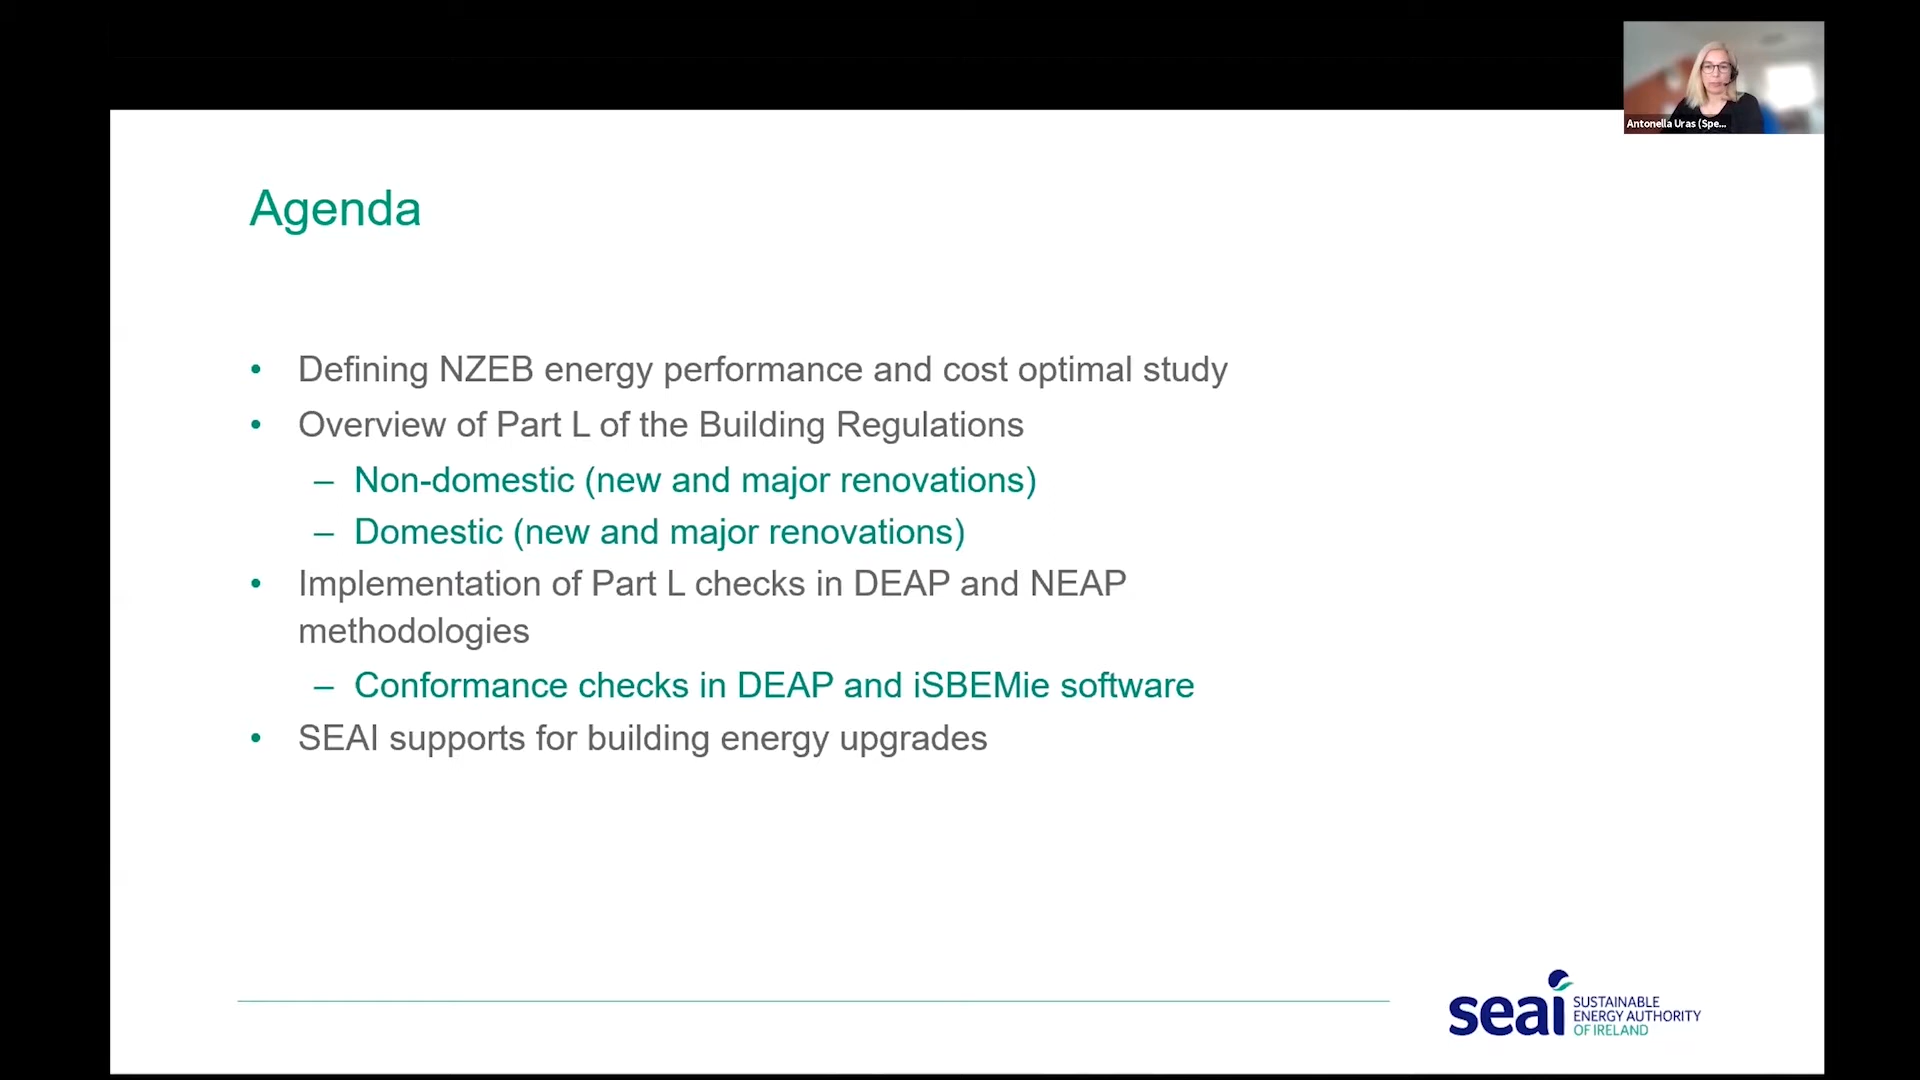 Antonella Uras (Spe...
Agenda
• Defining NZEB energy performance and cost optimal study
• Overview of Part L of the Building Regulations
– Non-domestic (new and major renovations)
– Domestic (new and major renovations)
• Implementation of Part L checks in DEAP and NEAP
methodologies
– Conformance checks in DEAP and iSBEMie software
• SEAI supports for building energy upgrades
seai
SUSTAINABLE
ENERGY AUTHORITY
OF IRELAND